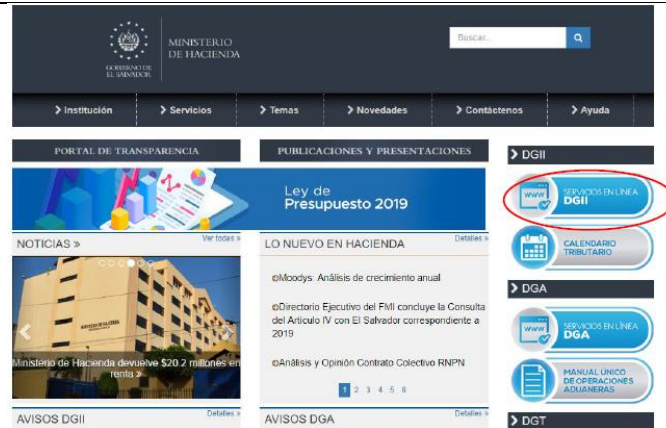 GOBIERNO DE
EL SALVADOR
MINISTERIO
DE HACIENDA
Buscar...
Institución
Servicios
Temas
Novedades
Contáctenos
Ayuda
PORTAL DE TRANSPARENCIA
PUBLICACIONES Y PRESENTACIONES
DGII
Ley de
Presupuesto 2019
WWW
SERVICIOS EN LÍNEA
DGII
NOTICIAS »
Ver todas »
LO NUEVO EN HACIENDA
Detalles »
CALENDARIO
TRIBUTARIO
Moodys: Análisis de crecimiento anual
Directorio Ejecutivo del FMI concluye la Consulta
del Articulo IV con El Salvador correspondiente a
2019
Análisis y Opinión Contrato Colectivo RNPN
1 2 3 4 5 6
Ministerio de Hacienda devuelve $20.2 millones en
renta »
DGA
WWW
SERVICIOS EN LÍNEA
DGA
MANUAL ÚNICO
DE OPERACIONES
ADUANERAS
AVISOS DGII
Detalles »
AVISOS DGA
Detalles »
DGT